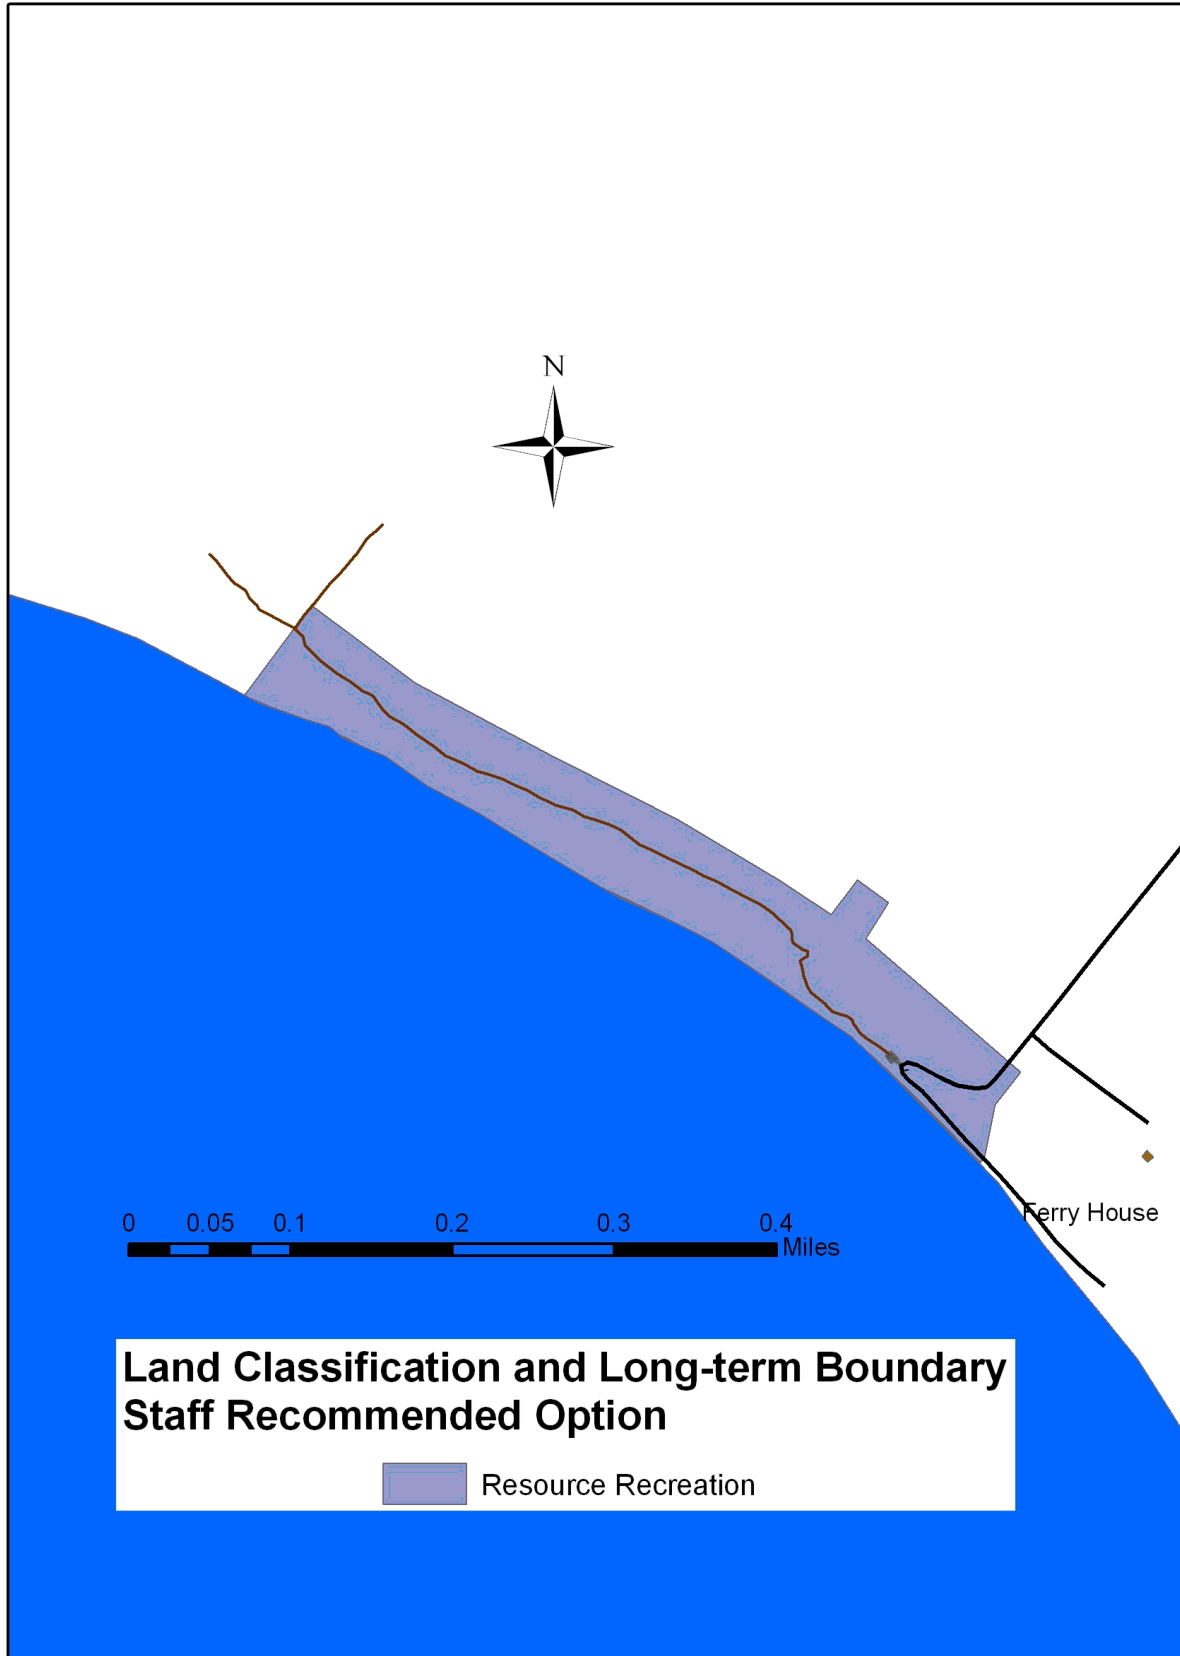 N
Ferry House
0 0.05 0.1 0.2 0.3 0.4
Miles
Land Classification and Long-term Boundary
Staff Recommended Option
Resource Recreation